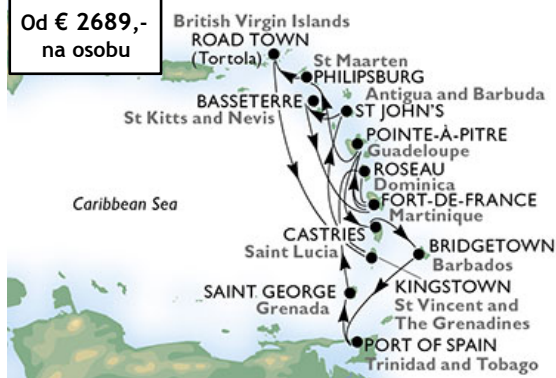 Od € 2689,-
na osobu
British Virgin Islands
ROAD TOWN
(Tortola)
St Maarten
PHILIPSBURG
Antigua and Barbuda
BASSETERRE
ST JOHN'S
St Kitts and Nevis
POINTE-À-PITRE
Guadeloupe
ROSEAU
Dominica
Caribbean Sea
FORT-DE-FRANCE
Martinique
CASTRIES
Saint Lucia
BRIDGETOWN
Barbados
KINGSTOWN
St Vincent and
The Grenadines
SAINT GEORGE
Grenada
PORT OF SPAIN
Trinidad and Tobago